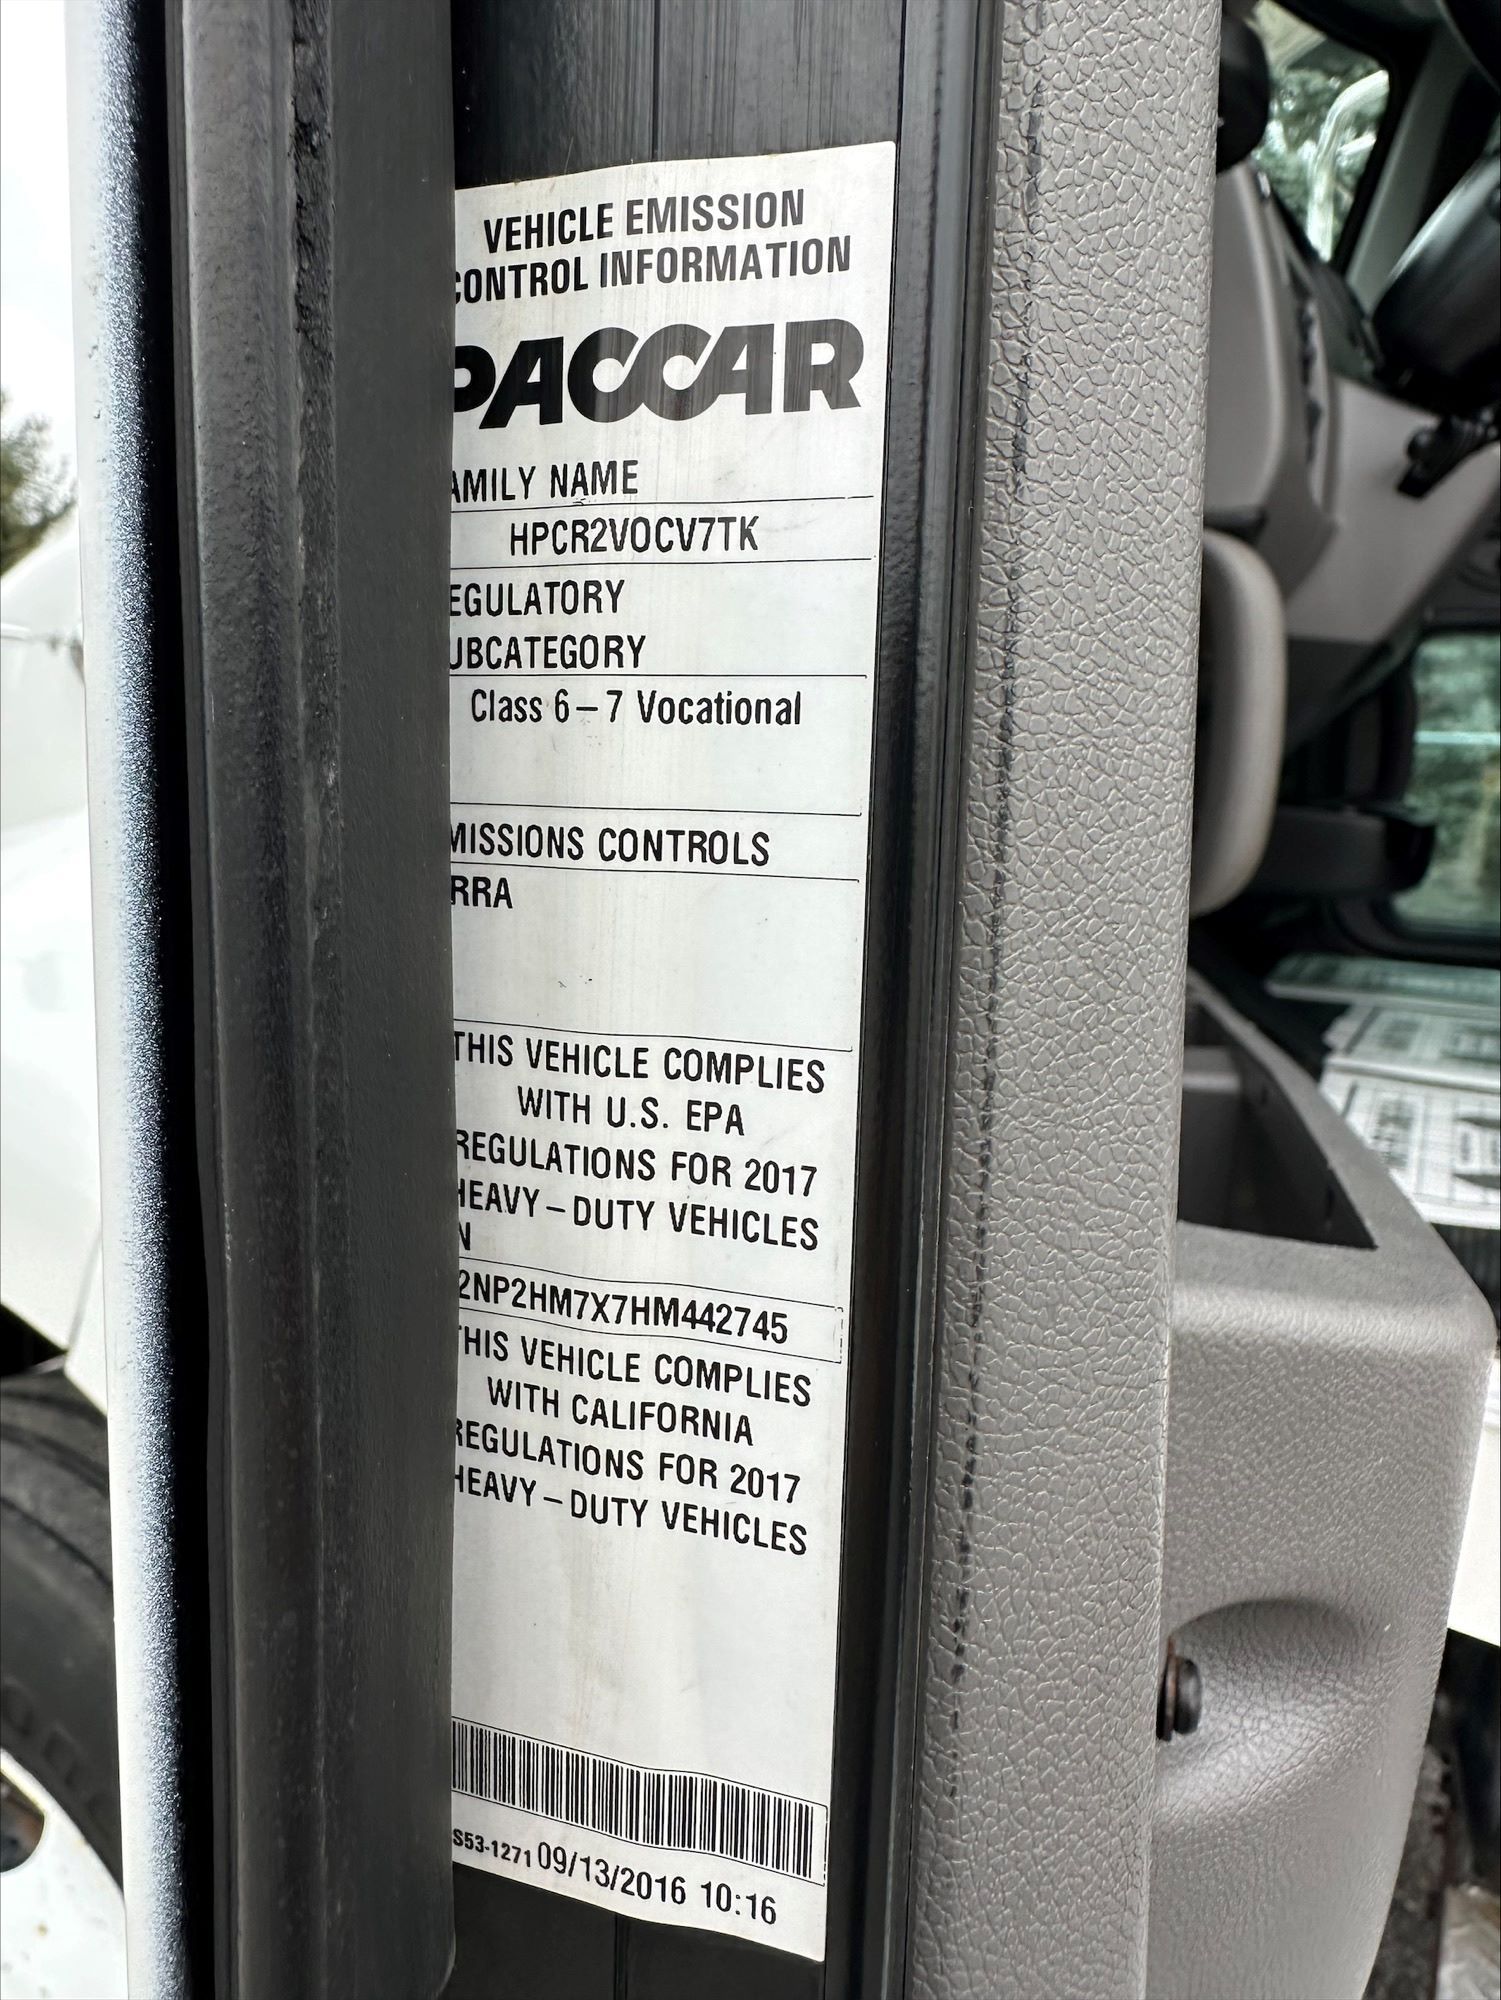 VEHICLE EMISSION
CONTROL INFORMATION
PACCAR
AMILY NAME
HPCR2VOCV7TK
EGULATORY
UBCATEGORY
Class 6–7 Vocational
MISSIONS CONTROLS
RRA
THIS VEHICLE COMPLIES
WITH U.S. EPA
REGULATIONS FOR 2017
HEAVY–DUTY VEHICLES
N
2NP2HM7X7HM442745
THIS VEHICLE COMPLIES
WITH CALIFORNIA
REGULATIONS FOR 2017
HEAVY–DUTY VEHICLES
S53-1271 09/13/2016 10:16